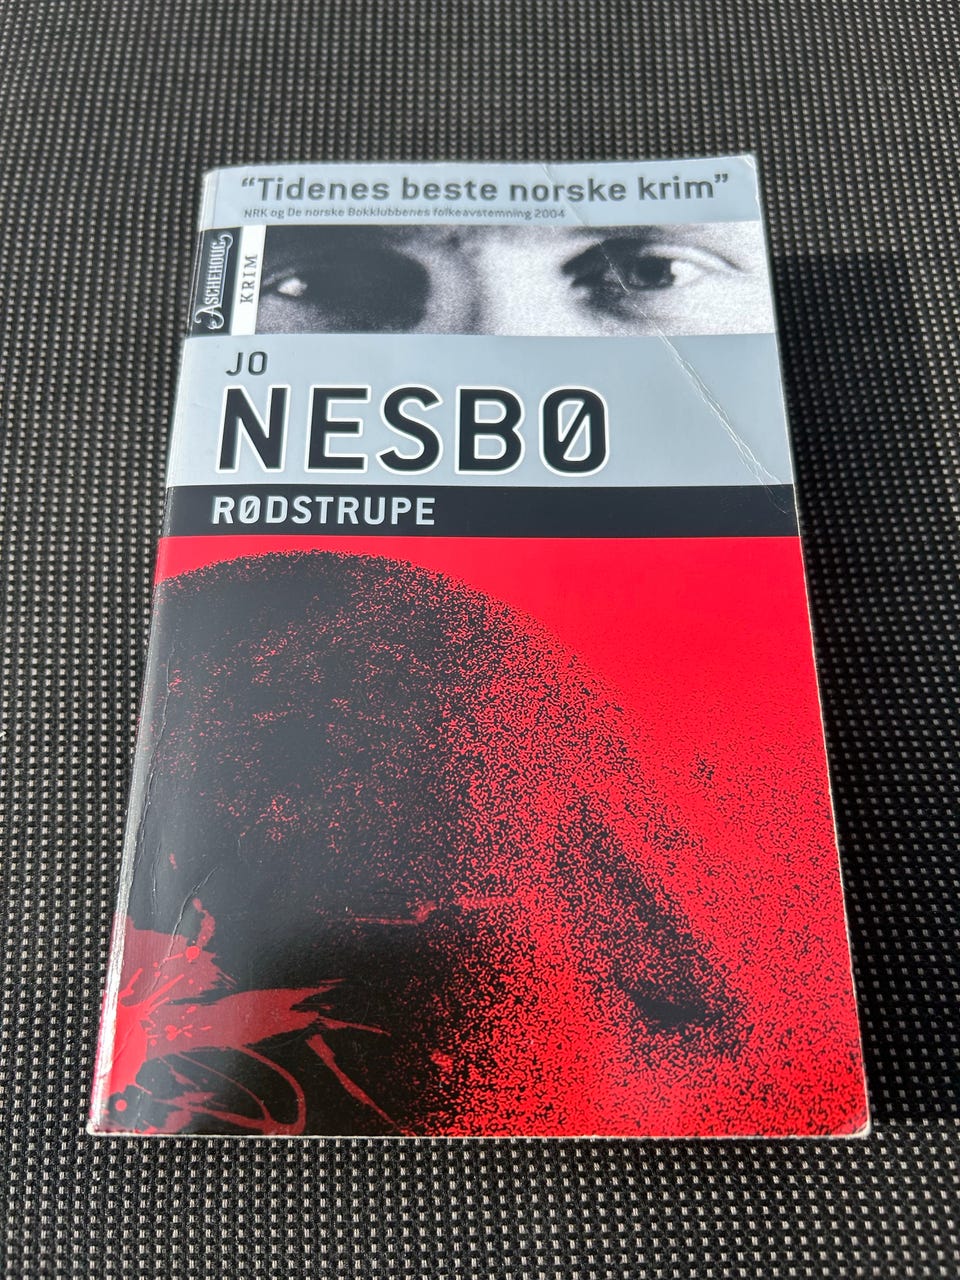 “Tidenes beste norske krim”
NRK og De norske Bokklubbenes folkeavstemning 2004
ASCHEHOUG
KRIM
JO
NESBØ
RØDSTRUPE